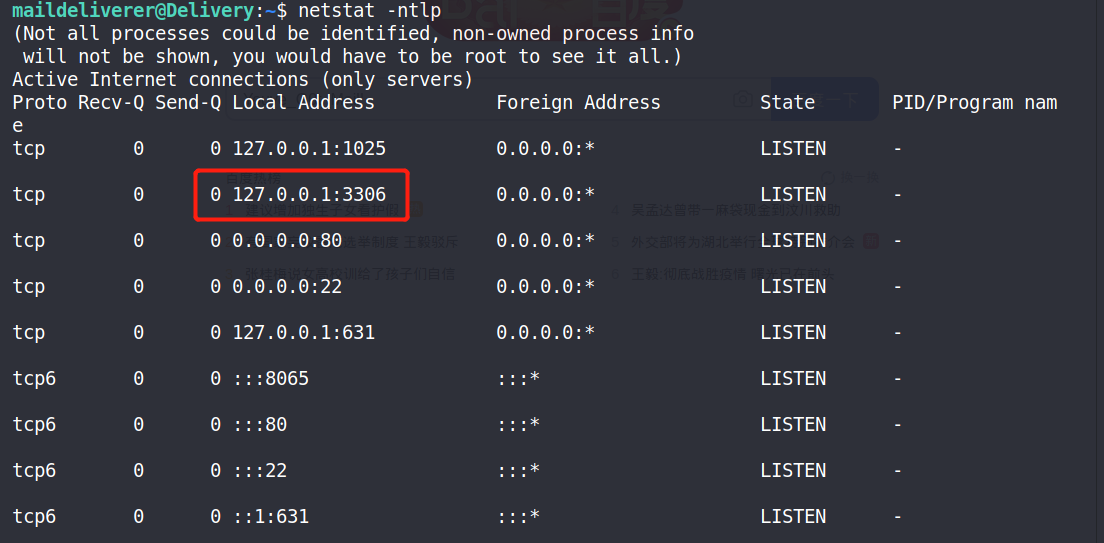 maildeliverer@Delivery:~$ netstat -ntlp
(Not all processes could be identified, non-owned process info
 will not be shown, you would have to be root to see it all.)
Active Internet connections (only servers)
Proto Recv-Q Send-Q Local Address           Foreign Address         State       PID/Program nam
e
tcp        0      0 127.0.0.1:1025          0.0.0.0:*               LISTEN      -
tcp        0      0 127.0.0.1:3306          0.0.0.0:*               LISTEN      -
tcp        0      0 0.0.0.0:80              0.0.0.0:*               LISTEN      -
tcp        0      0 0.0.0.0:22              0.0.0.0:*               LISTEN      -
tcp        0      0 127.0.0.1:631           0.0.0.0:*               LISTEN      -
tcp6       0      0 :::8065                 :::*                    LISTEN      -
tcp6       0      0 :::80                   :::*                    LISTEN      -
tcp6       0      0 :::22                   :::*                    LISTEN      -
tcp6       0      0 ::1:631                 :::*                    LISTEN      -